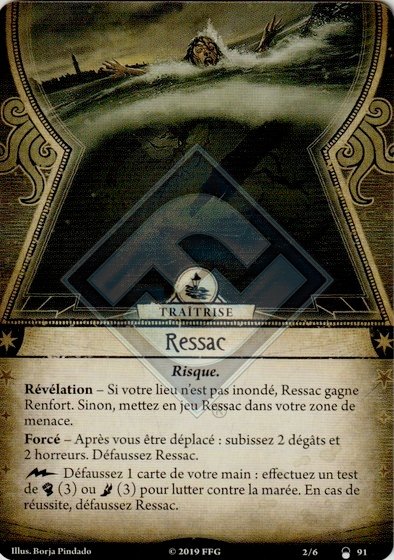 TRAÎTRISE
Ressac
Risque.
Révélation – Si votre lieu n'est pas inondé, Ressac gagne
Renfort. Sinon, mettez en jeu Ressac dans votre zone de
menace.
Forcé – Après vous être déplacé : subissez 2 dégâts et
2 horreurs. Défaussez Ressac.
Défaussez 1 carte de votre main : effectuez un test
de (3) ou (3) pour lutter contre la marée. En cas de
réussite, défaussez Ressac.
Illus. Borja Pindado © 2019 FFG 2/6 91